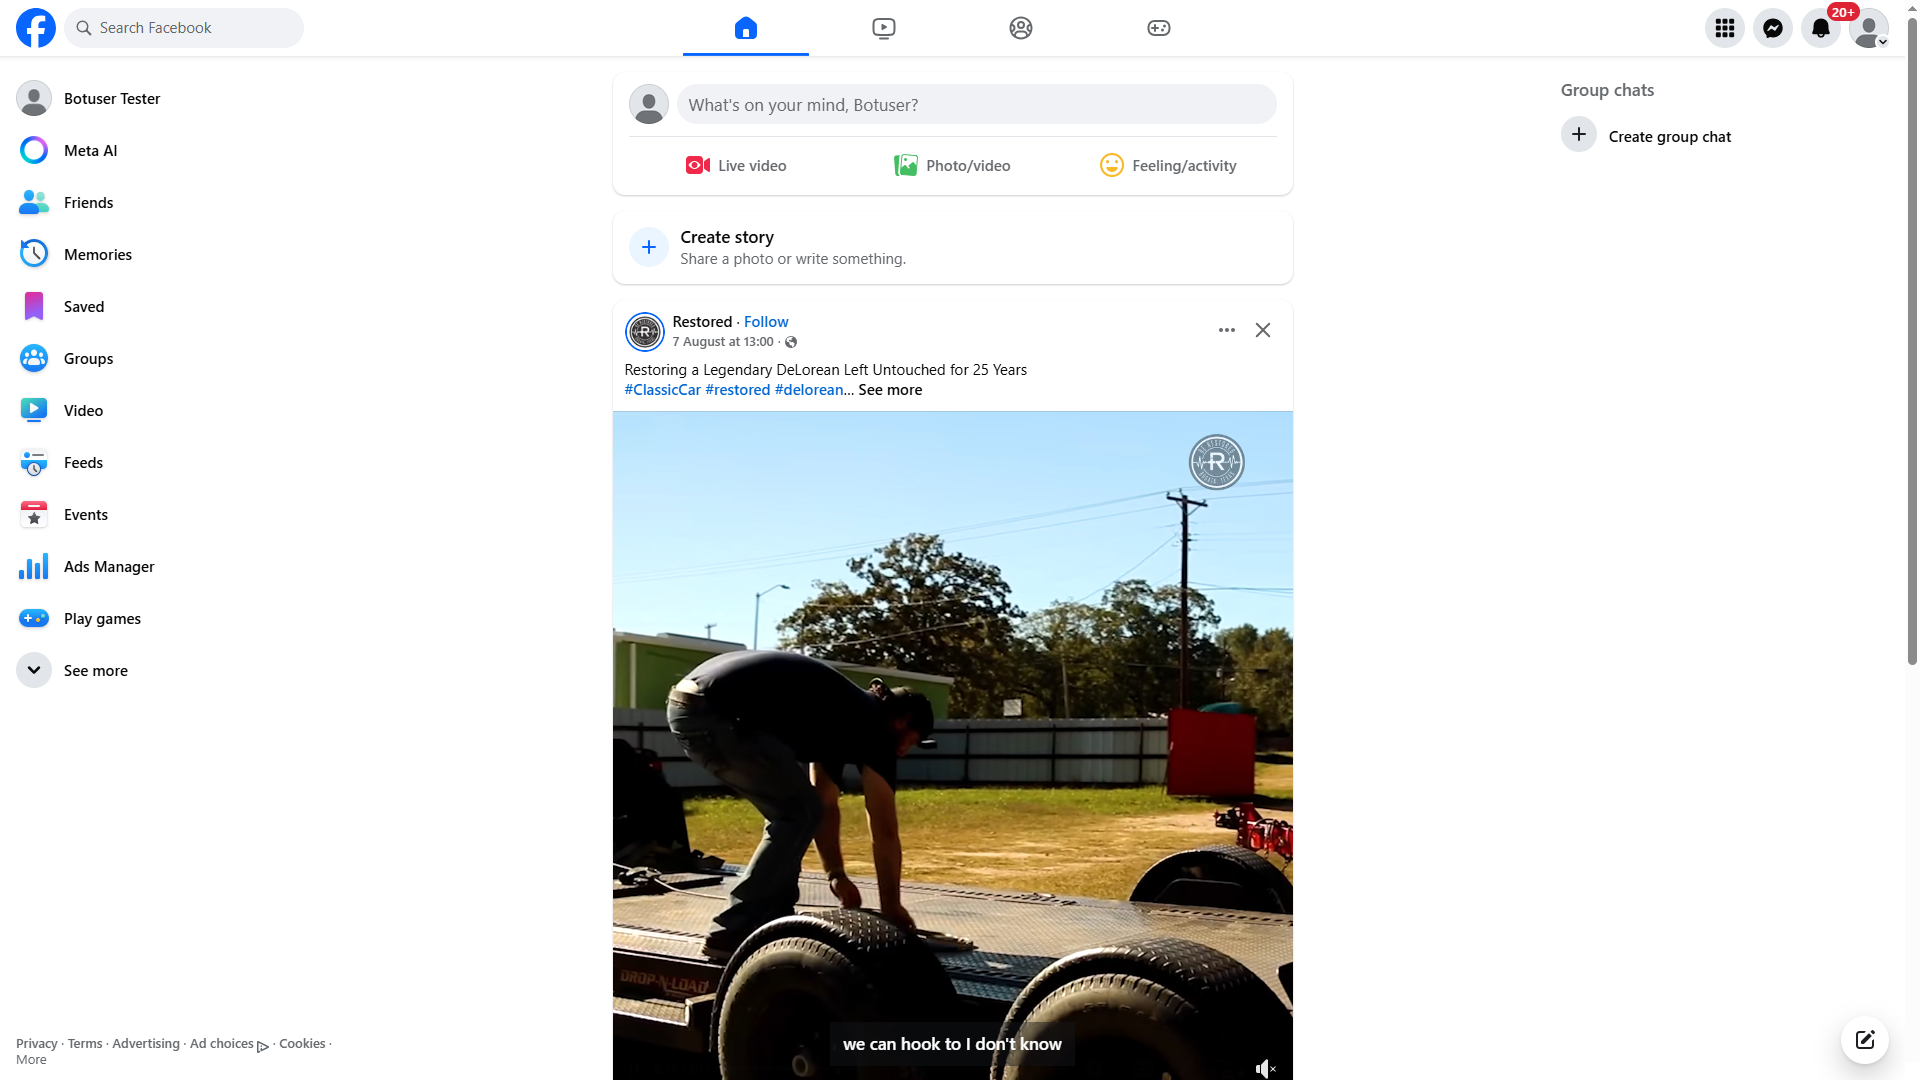 Search Facebook
20+
Botuser Tester
Meta AI
Friends
Memories
Saved
Groups
Video
Feeds
Events
Ads Manager
Play games
See more
Privacy · Terms · Advertising · Ad choices · Cookies ·
More
What's on your mind, Botuser?
Live video
Photo/video
Feeling/activity
Create story
Share a photo or write something.
Restored · Follow
7 August at 13:00 ·
Restoring a Legendary DeLorean Left Untouched for 25 Years
#ClassicCar #restored #delorean... See more
R
R
DROP-N-LOAD
we can hook to I don't know
Group chats
Create group chat